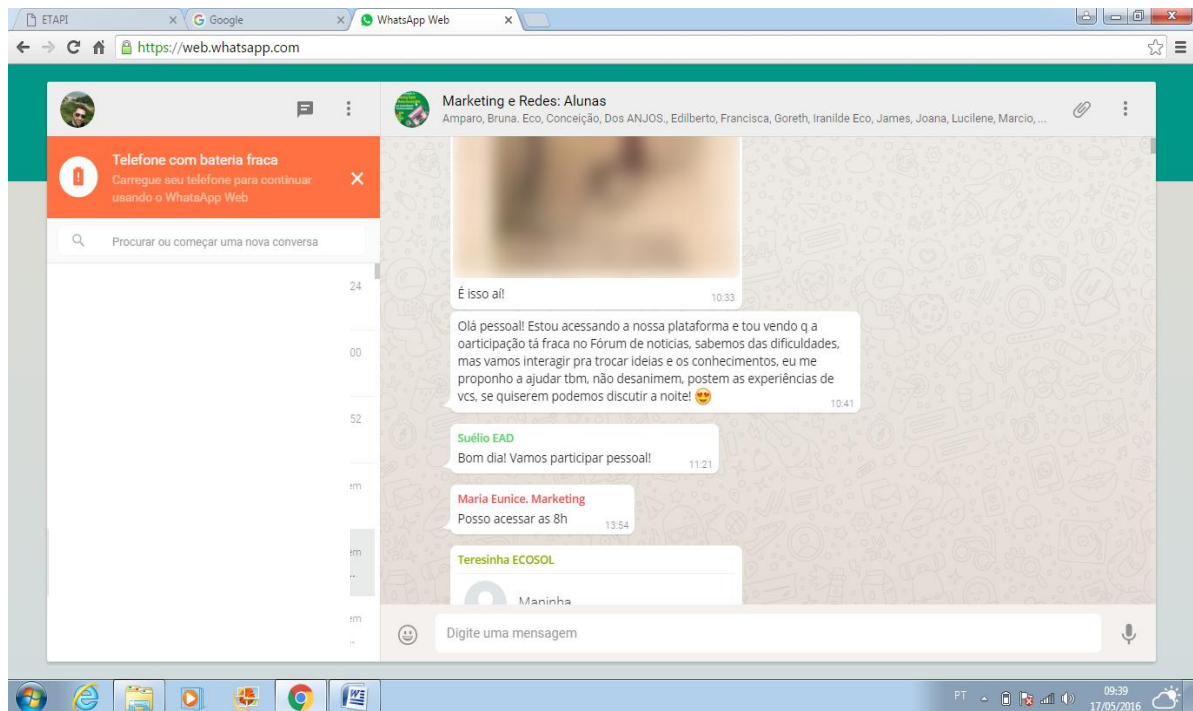 ETAPI
Google
WhatsApp Web
https://web.whatsapp.com
Marketing e Redes: Alunas
Amparo, Bruna. Eco, Conceição, Dos ANJOS., Edilberto, Francisca, Goreth, Iranilde Eco, James, Joana, Lucilene, Marcio, ...
Telefone com bateria fraca
Carregue seu telefone para continuar
usando o WhatsApp Web
Procurar ou começar uma nova conversa
24
00
52
em
em
...
em
...
É isso aí!
10:33
Olá pessoal! Estou acessando a nossa plataforma e tou vendo q a
oarticipação tá fraca no Fórum de noticias, sabemos das dificuldades,
mas vamos interagir pra trocar ideias e os conhecimentos, eu me
proponho a ajudar tbm, não desanimem, postem as experiências de
vcs, se quiserem podemos discutir a noite! 😍
10:41
Suélio EAD
Bom dia! Vamos participar pessoal!
11:21
Maria Eunice. Marketing
Posso acessar as 8h
13:54
Teresinha ECOSOL
Maninha
Digite uma mensagem
PT
09:39
17/05/2016